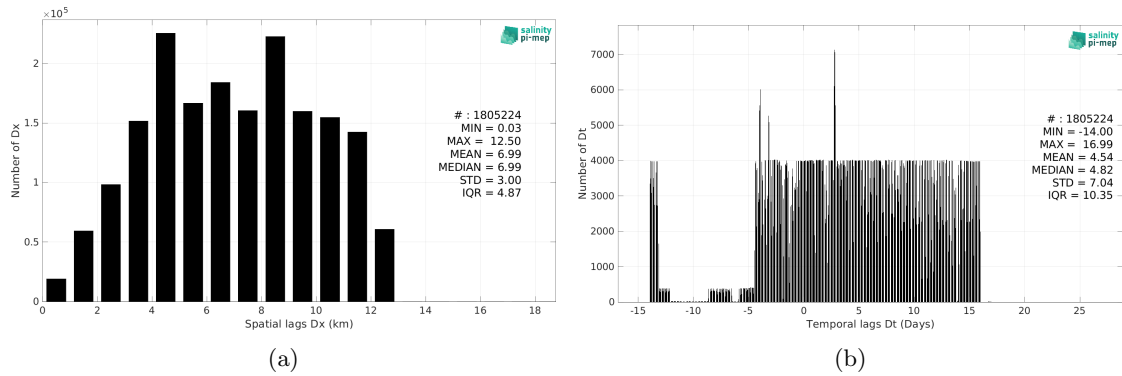 ×10^5
salinity
pi-mep
2
1.5
1
0.5
0
Number of Dx
# : 1805224
MIN = 0.03
MAX = 12.50
MEAN = 6.99
MEDIAN = 6.99
STD = 3.00
IQR = 4.87
0 2 4 6 8 10 12 14 16 18
Spatial lags Dx (km)
(a)
salinity
pi-mep
7000
6000
5000
4000
3000
2000
1000
0
Number of Dt
# : 1805224
MIN = -14.00
MAX = 16.99
MEAN = 4.54
MEDIAN = 4.82
STD = 7.04
IQR = 10.35
-15 -10 -5 0 5 10 15 20 25
Temporal lags Dt (Days)
(b)